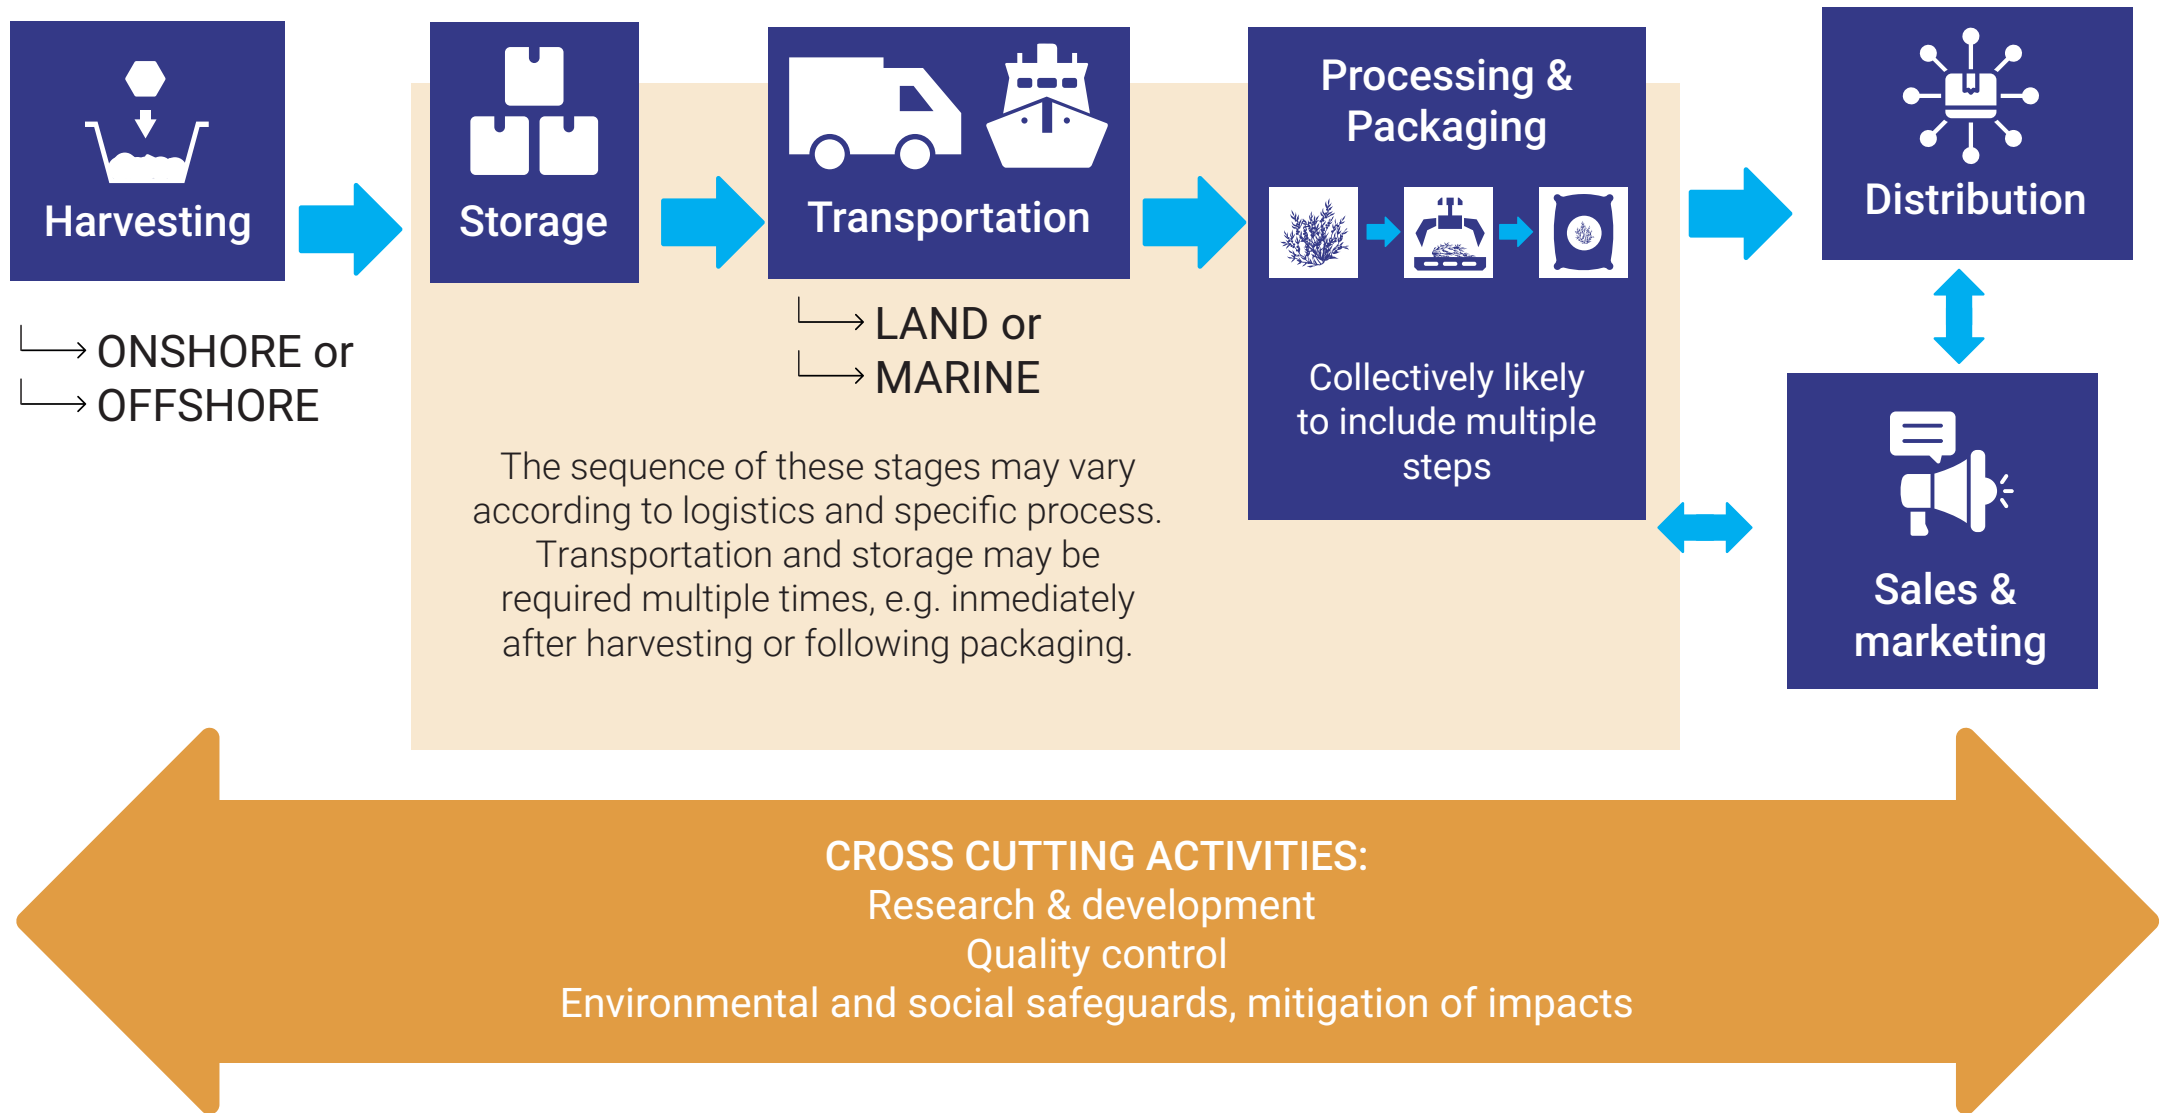 Harvesting
ONSHORE or
OFFSHORE
Storage
Transportation
LAND or
MARINE
The sequence of these stages may vary
according to logistics and specific process.
Transportation and storage may be
required multiple times, e.g. inmediately
after harvesting or following packaging.
Processing &
Packaging
Collectively likely
to include multiple
steps
Distribution
Sales &
marketing
CROSS CUTTING ACTIVITIES:
Research & development
Quality control
Environmental and social safeguards, mitigation of impacts